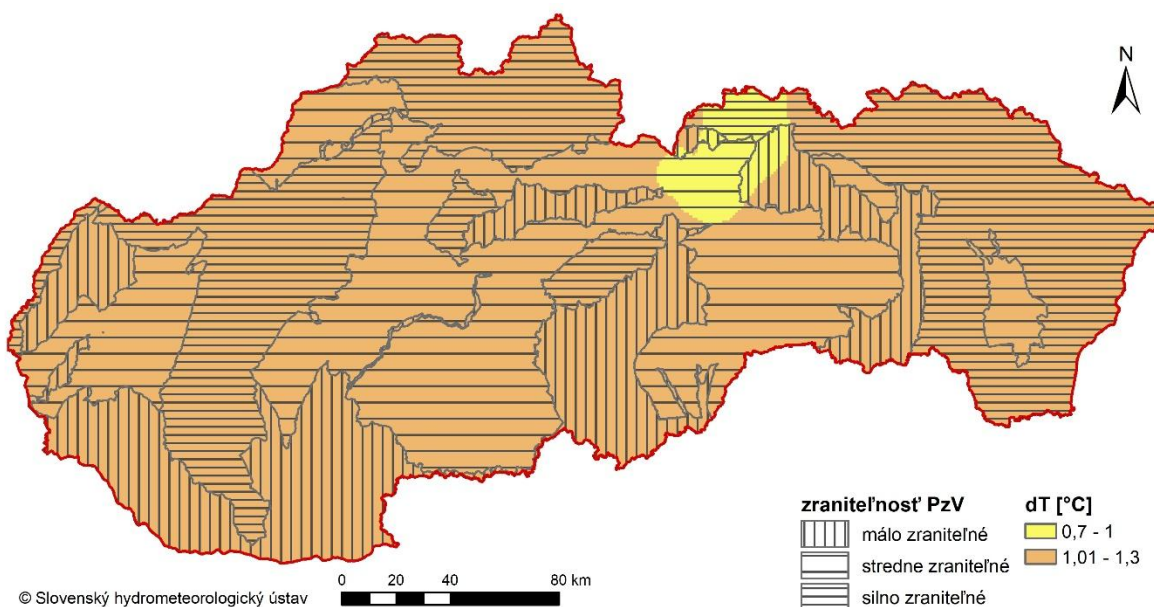 N
zraniteľnosť PzV
málo zraniteľné
stredne zraniteľné
silno zraniteľné
dT [°C]
0,7 - 1
1,01 - 1,3
0 20 40 80 km
© Slovenský hydrometeorologický ústav